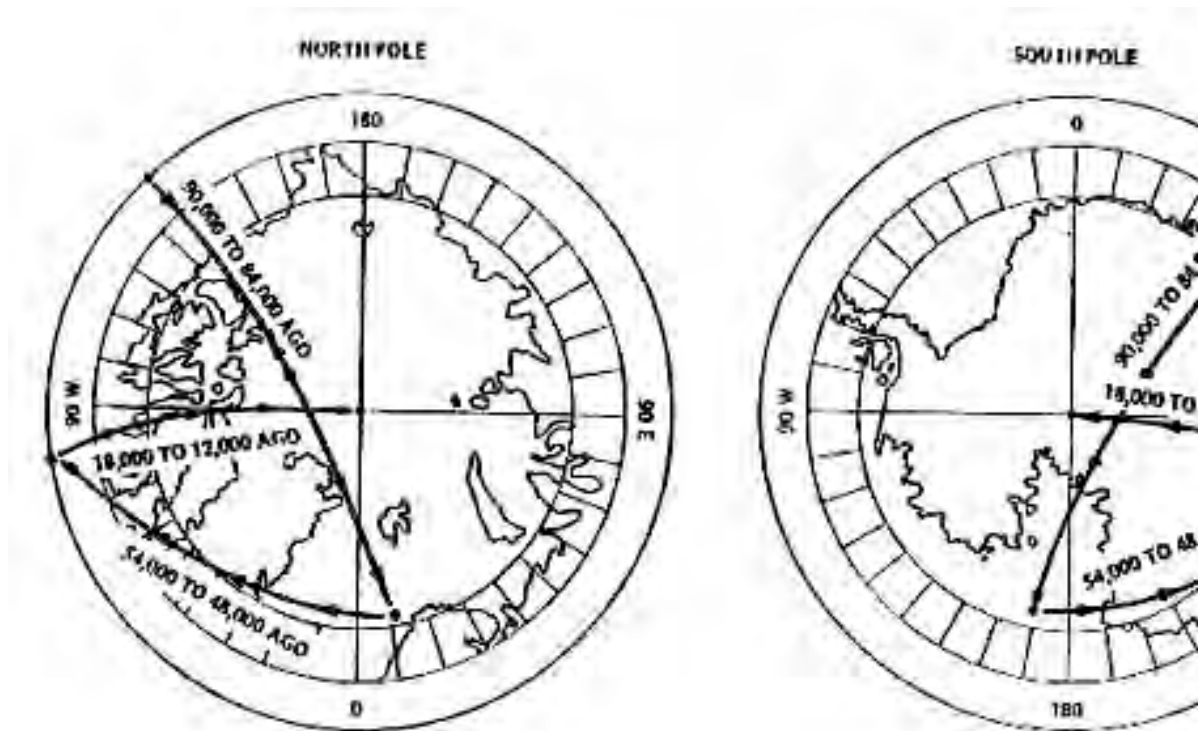 NORTH POLE
180
90,000 TO 84,000 AGO
90 W
90 E
18,000 TO 12,000 AGO
54,000 TO 48,000 AGO
0
SOUTH POLE
0
90,000 TO 84,
90 W
TO
54,000 TO 48,
180